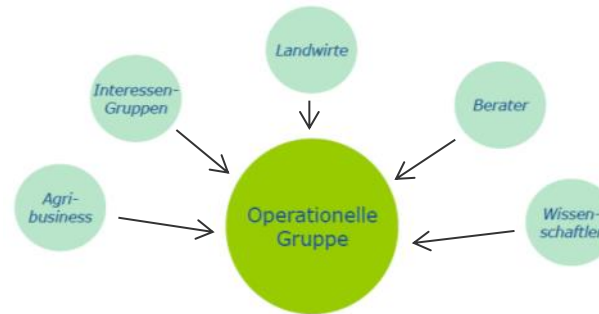 Landwirte
Interessen-
Gruppen
Berater
Agri-
business
Operationelle
Gruppe
Wissen-
schaftler